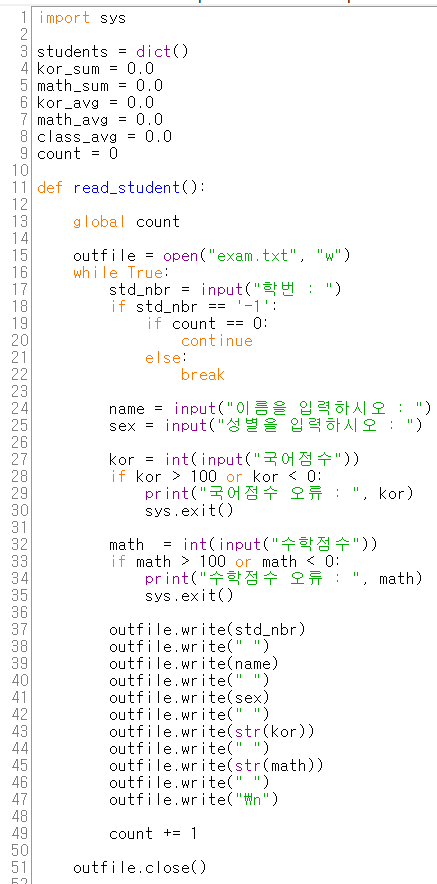 1 import sys
2
3 students = dict()
4 kor_sum = 0.0
5 math_sum = 0.0
6 kor_avg = 0.0
7 math_avg = 0.0
8 class_avg = 0.0
9 count = 0
10
11 def read_student():
12
13     global count
14
15     outfile = open("exam.txt", "w")
16     while True:
17         std_nbr = input("학번 : ")
18         if std_nbr == '-1':
19             if count == 0:
20                 continue
21             else:
22                 break
23
24         name = input("이름을 입력하시오 : ")
25         sex = input("성별을 입력하시오 : ")
26
27         kor = int(input("국어점수"))
28         if kor > 100 or kor < 0:
29             print("국어점수 오류 : ", kor)
30             sys.exit()
31
32         math  = int(input("수학점수"))
33         if math > 100 or math < 0:
34             print("수학점수 오류 : ", math)
35             sys.exit()
36
37         outfile.write(std_nbr)
38         outfile.write(" ")
39         outfile.write(name)
40         outfile.write(" ")
41         outfile.write(sex)
42         outfile.write(" ")
43         outfile.write(str(kor))
44         outfile.write(" ")
45         outfile.write(str(math))
46         outfile.write(" ")
47         outfile.write("₩n")
48
49         count += 1
50
51     outfile.close()